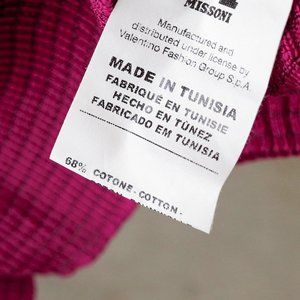 MISSONI
Manufactured and
distributed under license by
Valentino Fashion Group S.p.A.
MADE IN TUNISIA
FABRIQUÉ EN TUNISIE
HECHO EN TÚNEZ
FABRICADO EM TUNISIA
68% COTONE - COTTON -